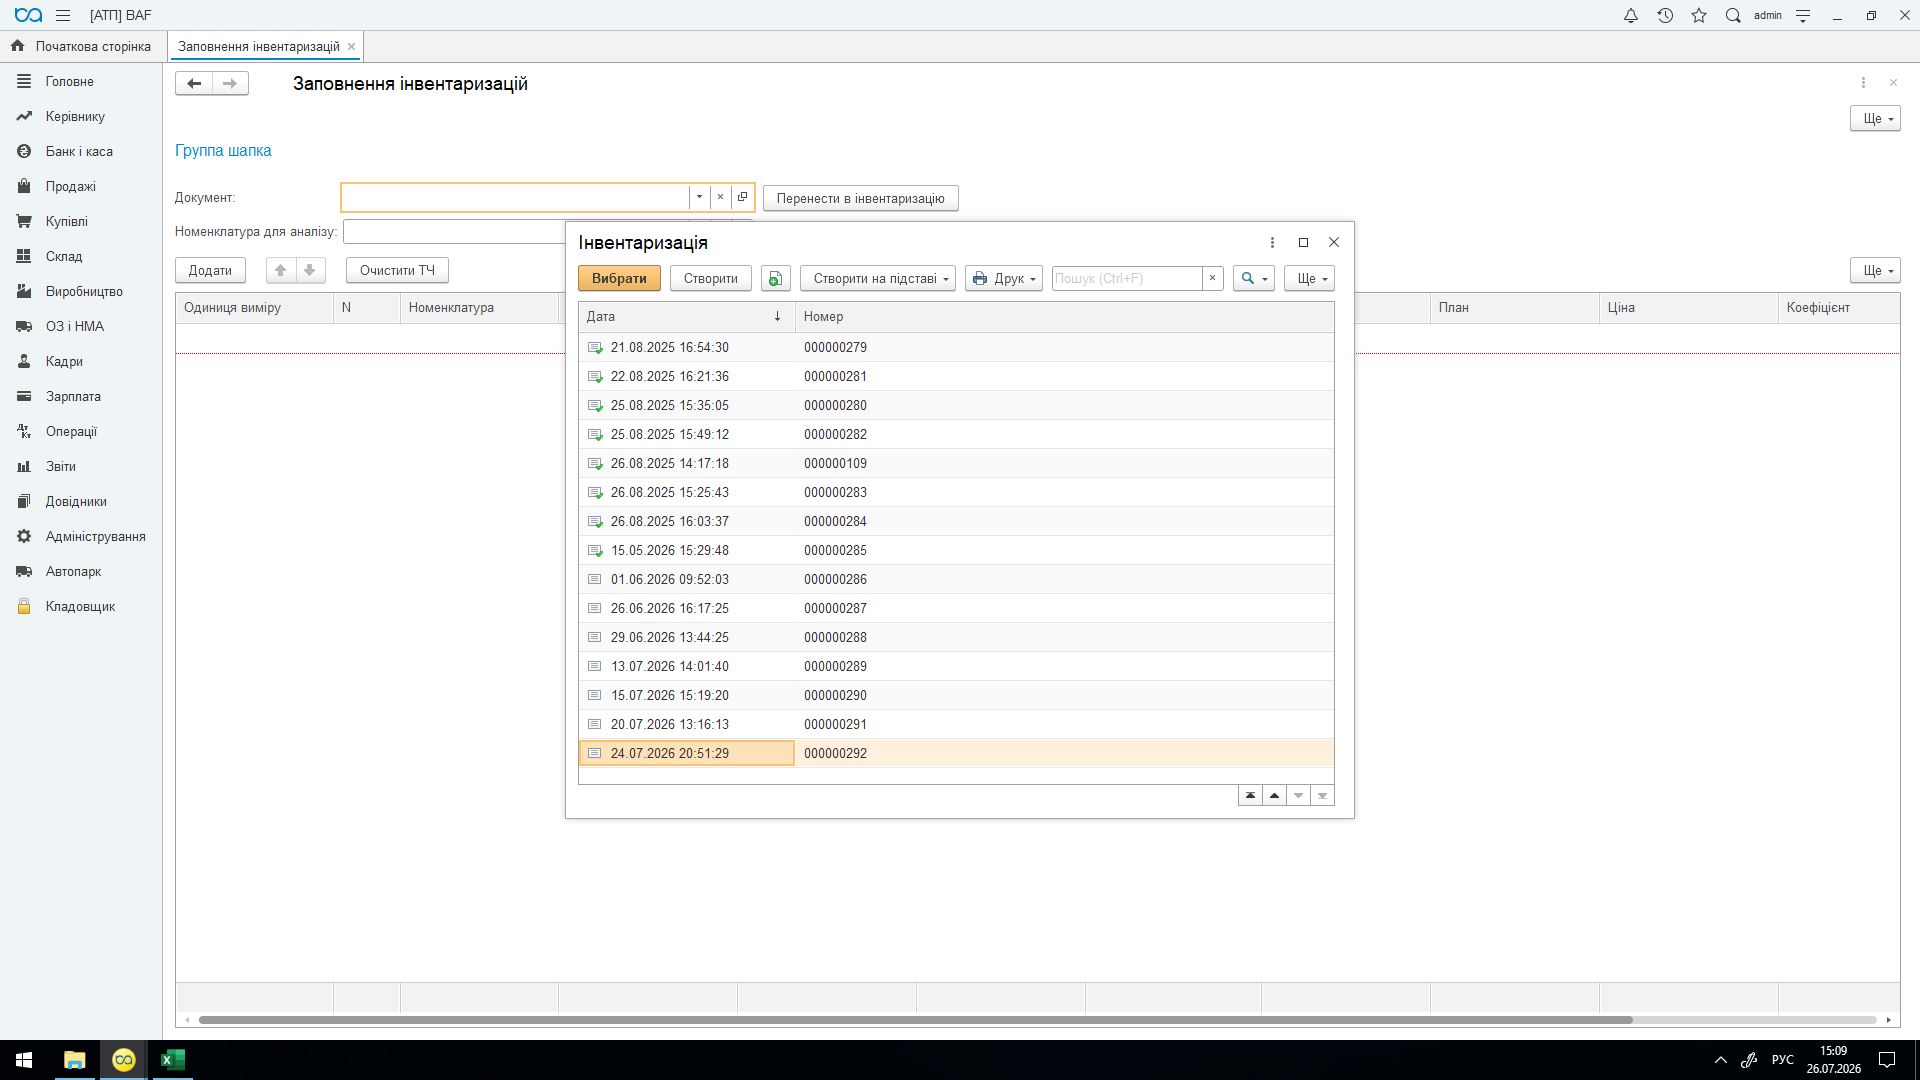 [АТП] BAF
admin
Початкова сторінка
Заповнення інвентаризацій
Головне
Керівнику
Банк і каса
Продажі
Купівлі
Склад
Виробництво
ОЗ і НМА
Кадри
Зарплата
Операції
Звіти
Довідники
Адміністрування
Автопарк
Кладовщик
Заповнення інвентаризацій
Ще
Группа шапка
Документ:
Перенести в інвентаризацію
Номенклатура для аналізу:
Додати
Очистити ТЧ
Ще
Одиниця виміру N Номенклатура План Ціна Коефіцієнт
Інвентаризація
Вибрати Створити Створити на підставі Друк Пошук (Ctrl+F) Ще
Дата Номер
21.08.2025 16:54:30 000000279
22.08.2025 16:21:36 000000281
25.08.2025 15:35:05 000000280
25.08.2025 15:49:12 000000282
26.08.2025 14:17:18 000000109
26.08.2025 15:25:43 000000283
26.08.2025 16:03:37 000000284
15.05.2026 15:29:48 000000285
01.06.2026 09:52:03 000000286
26.06.2026 16:17:25 000000287
29.06.2026 13:44:25 000000288
13.07.2026 14:01:40 000000289
15.07.2026 15:19:20 000000290
20.07.2026 13:16:13 000000291
24.07.2026 20:51:29 000000292
РУС
15:09
26.07.2026